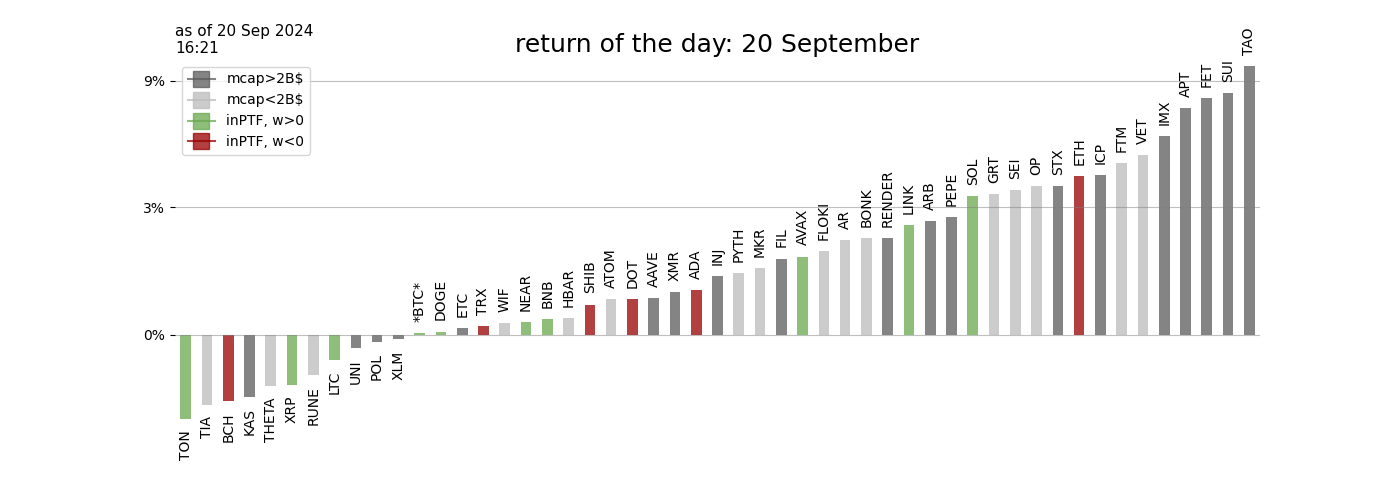 as of 20 Sep 2024
16:21
return of the day: 20 September
mcap>2B$
mcap<2B$
inPTF, w>0
inPTF, w<0
9%
3%
0%
TON
TIA
BCH
KAS
THETA
XRP
RUNE
LTC
UNI
POL
XLM
*BTC*
DOGE
ETC
TRX
WIF
NEAR
BNB
HBAR
SHIB
ATOM
DOT
AAVE
XMR
ADA
INJ
PYTH
MKR
FIL
AVAX
FLOKI
AR
BONK
RENDER
LINK
ARB
PEPE
SOL
GRT
SEI
OP
STX
ETH
ICP
FTM
VET
IMX
APT
FET
SUI
TAO